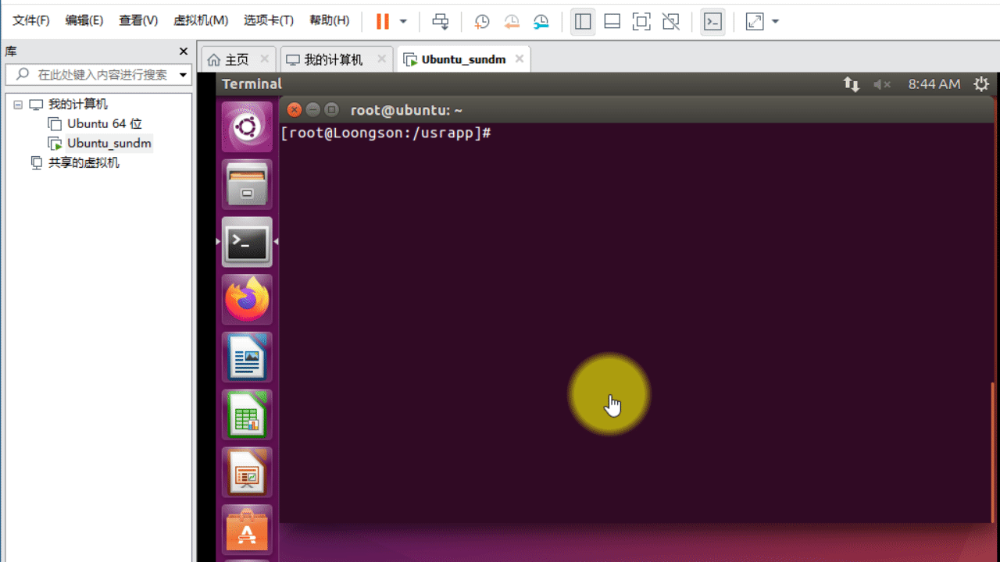 文件(F) 编辑(E) 查看(V) 虚拟机(M) 选项卡(T) 帮助(H)
库
在此处键入内容进行搜索
我的计算机
Ubuntu 64 位
Ubuntu_sundm
共享的虚拟机
主页 我的计算机 Ubuntu_sundm
Terminal 8:44 AM
root@ubuntu: ~
[root@Loongson:/usrapp]#